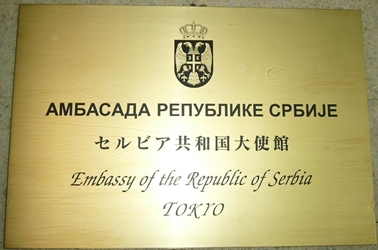 АМБАСАДА РЕПУБЛИКЕ СРБИЈЕ
セルビア共和国大使館
Embassy of the Republic of Serbia
TOKYO